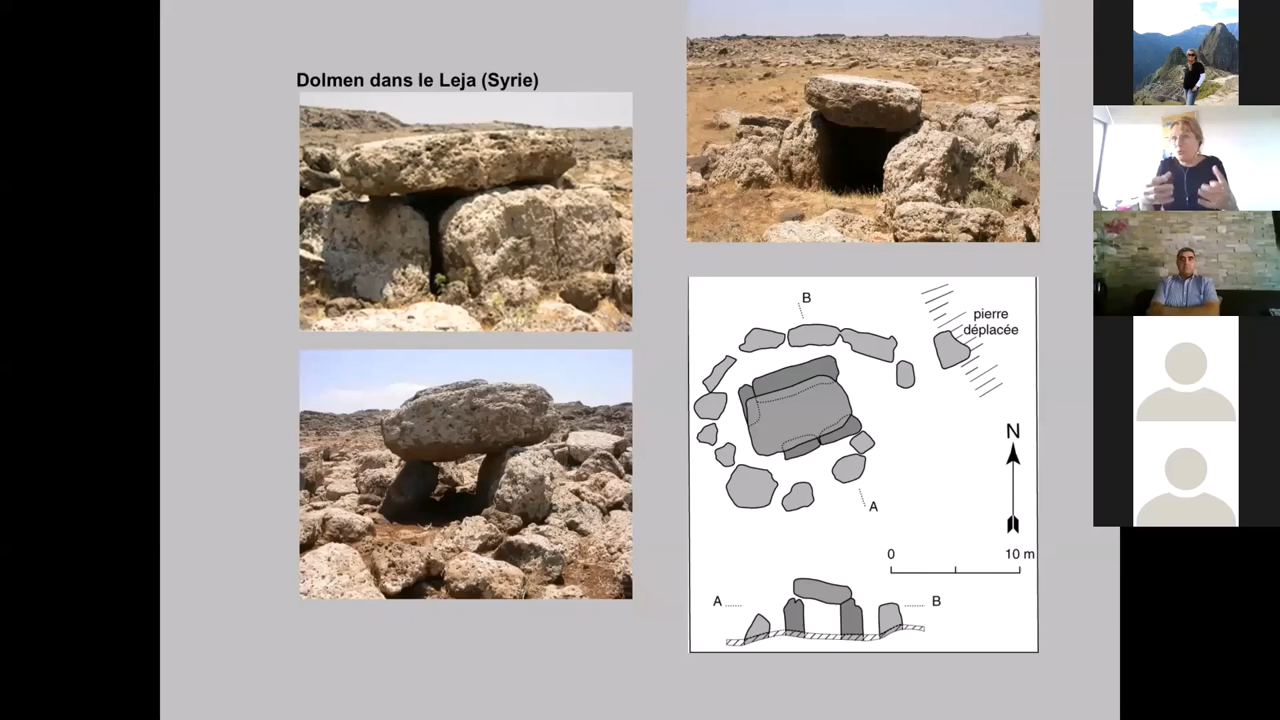 Dolmen dans le Leja (Syrie)
B
pierre
déplacée
N
A
0 10 m
A B